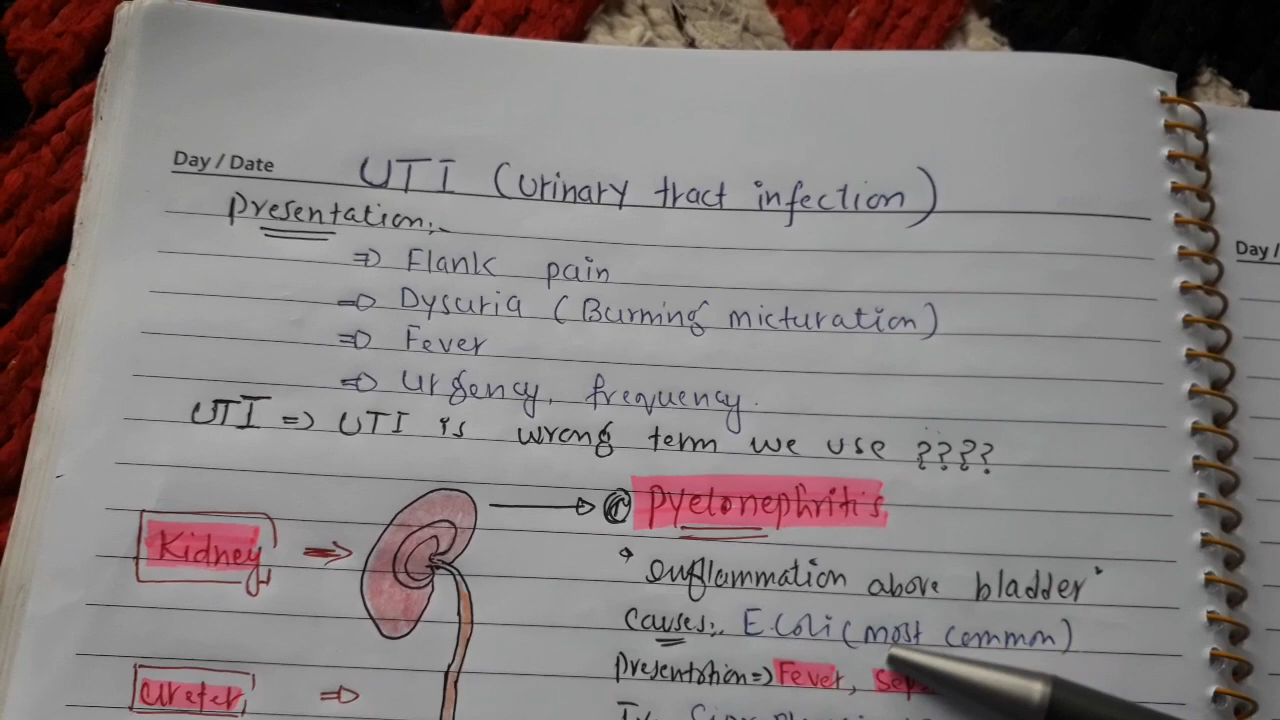 Day / Date UTI (Urinary tract infection)
Presentation:-
⇒ Flank pain
Day /
⇒ Dysuria (Burning micturation)
⇒ Fever
⇒ Urgency, frequency.
UTI ⇒ UTI is wrong term we use ????
→ Pyelonephritis
Kidney ⇒
Inflammation above bladder
Causes:- E.Coli (most common)
Presentation ⇒ Fever, Sep
Ureter ⇒